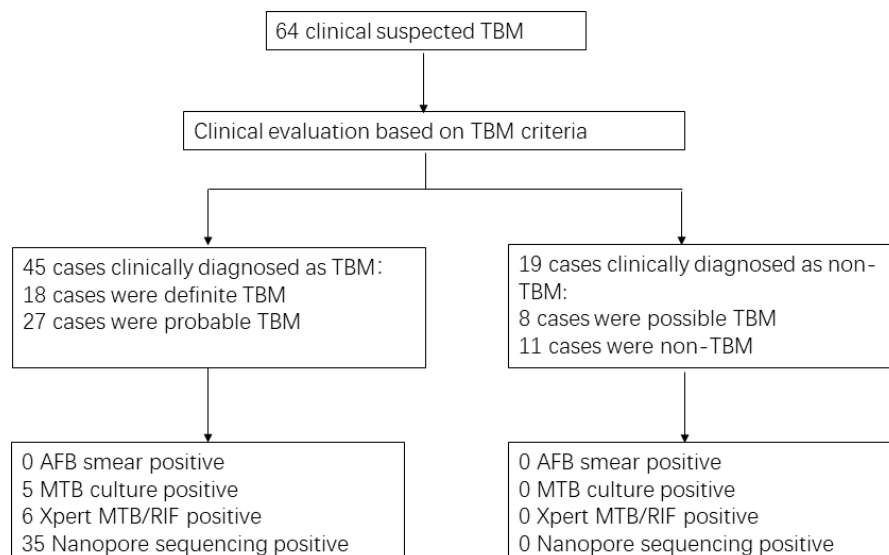 64 clinical suspected TBM
Clinical evaluation based on TBM criteria
45 cases clinically diagnosed as TBM:
18 cases were definite TBM
27 cases were probable TBM
19 cases clinically diagnosed as non-
TBM:
8 cases were possible TBM
11 cases were non-TBM
0 AFB smear positive
5 MTB culture positive
6 Xpert MTB/RIF positive
35 Nanopore sequencing positive
0 AFB smear positive
0 MTB culture positive
0 Xpert MTB/RIF positive
0 Nanopore sequencing positive